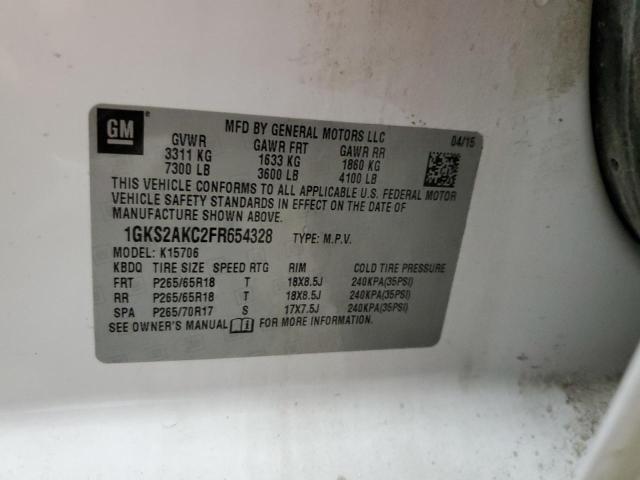 GM
MFD BY GENERAL MOTORS LLC 04/15
GVWR GAWR FRT GAWR RR
3311 KG 1633 KG 1860 KG
7300 LB 3600 LB 4100 LB
THIS VEHICLE CONFORMS TO ALL APPLICABLE U.S. FEDERAL MOTOR
VEHICLE SAFETY STANDARDS IN EFFECT ON THE DATE OF
MANUFACTURE SHOWN ABOVE.
1GKS2AKC2FR654328 TYPE: M.P.V.
MODEL: K15706
KBDQ TIRE SIZE SPEED RTG RIM COLD TIRE PRESSURE
FRT P265/65R18 T 18X8.5J 240KPA(35PSI)
RR P265/65R18 T 18X8.5J 240KPA(35PSI)
SPA P265/70R17 S 17X7.5J 240KPA(35PSI)
SEE OWNER'S MANUAL FOR MORE INFORMATION.